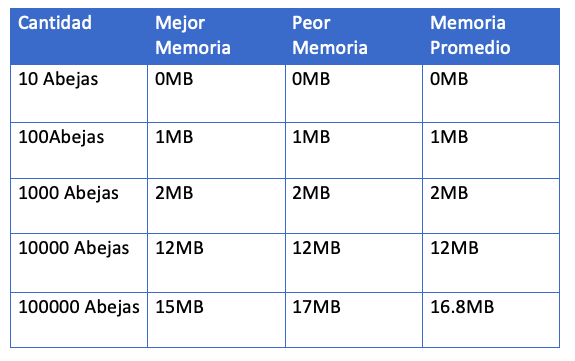 Cantidad Mejor Memoria Peor Memoria Memoria Promedio
10 Abejas 0MB 0MB 0MB
100Abejas 1MB 1MB 1MB
1000 Abejas 2MB 2MB 2MB
10000 Abejas 12MB 12MB 12MB
100000 Abejas 15MB 17MB 16.8MB